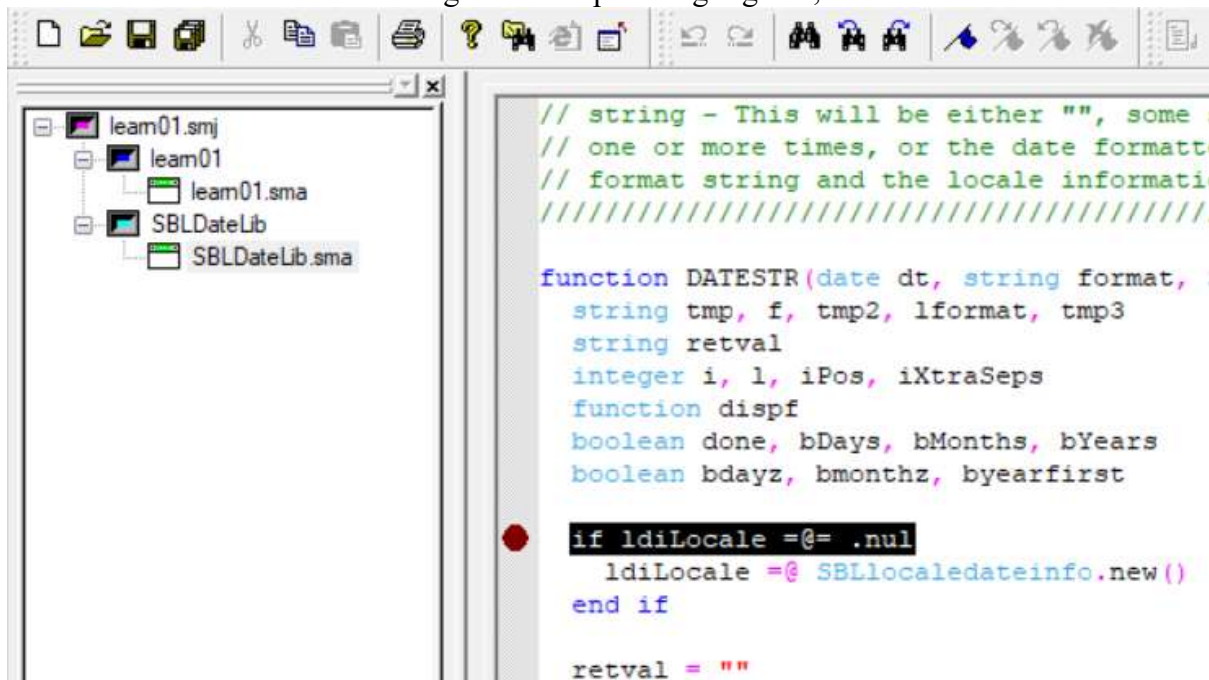 learn01.smj
learn01
learn01.sma
SBLDateLib
SBLDateLib.sma
// string - This will be either "", some
// one or more times, or the date formatt
// format string and the locale informati
////////////////////////////////////////////
function DATESTR(date dt, string format,
string tmp, f, tmp2, lformat, tmp3
string retval
integer i, l, iPos, iXtraSeps
function dispf
boolean done, bDays, bMonths, bYears
boolean bdayz, bmonthz, byearfirst
if ldiLocale =@= .nul
ldiLocale =@ SBLlocaledateinfo.new()
end if
retval = ""